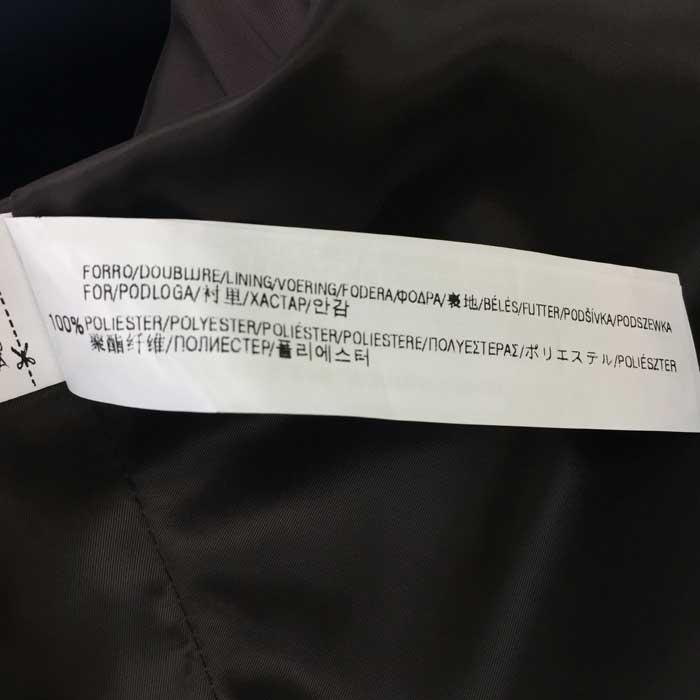 FORRO/DOUBLURE/LINING/VOERING/FODERA/ΦΟΔΡΑ/裏地/BÉLÉS/FUTTER/PODŠÍVKA/PODSZEWKA
FOR/PODLOGA/衬里/ХАСТАР/안감
100% POLIESTER/POLYESTER/POLIÉSTER/POLIESTERE/ΠΟΛΥΕΣΤΕΡΑΣ/ポリエステル/POLIÉSZTER
聚酯纤维/ПОЛИЕСТЕР/폴리에스터